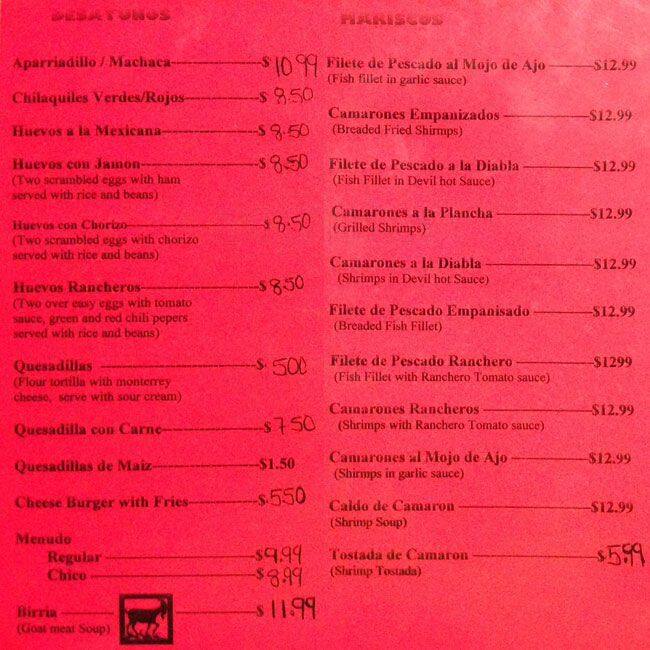 DESAYUNOS
Aparriadillo / Machaca $ 10.99
Chilaquiles Verdes/Rojos $ 8.50
Huevos a la Mexicana $ 8.50
Huevos con Jamon $ 8.50
(Two scrambled eggs with ham
served with rice and beans)
Huevos con Chorizo $ 8.50
(Two scrambled eggs with chorizo
served with rice and beans)
Huevos Rancheros $ 8.50
(Two over easy eggs with tomato
sauce, green and red chili pepers
served with rice and beans)
Quesadillas $ 500
(Flour tortilla with monterrey
cheese, serve with sour cream)
Quesadilla con Carne $ 7.50
Quesadillas de Maiz $1.50
Cheese Burger with Fries $ 5.50
Menudo
Regular $9.99
Chico $ 8.99
Birria $ 11.99
(Goat meat Soup)
MARISCOS
Filete de Pescado al Mojo de Ajo $12.99
(Fish fillet in garlic sauce)
Camarones Empanizados $12.99
(Breaded Fried Shirmps)
Filete de Pescado a la Diabla $12.99
(Fish Fillet in Devil hot Sauce)
Camarones a la Plancha $12.99
(Grilled Shrimps)
Camarones a la Diabla $12.99
(Shrimps in Devil hot Sauce)
Filete de Pescado Empanisado $12.99
(Breaded Fish Fillet)
Filete de Pescado Ranchero $1299
(Fish Fillet with Ranchero Tomato sauce)
Camarones Rancheros $12.99
(Shrimps with Ranchero Tomato sauce)
Camarones al Mojo de Ajo $12.99
(Shirmps in garlic sauce)
Caldo de Camaron $12.99
(Shrimp Soup)
Tostada de Camaron $5.99
(Shrimp Tostada)